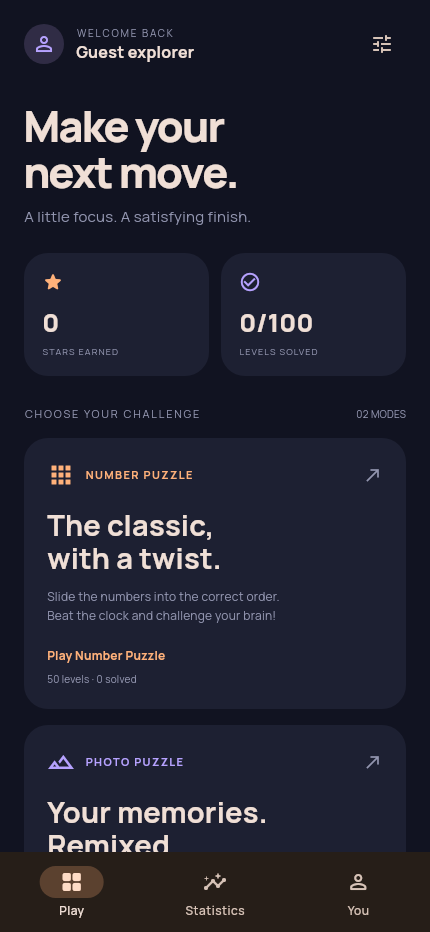 WELCOME BACK
Guest explorer
Make your
next move.
A little focus. A satisfying finish.
0
STARS EARNED
0/100
LEVELS SOLVED
CHOOSE YOUR CHALLENGE
02 MODES
NUMBER PUZZLE
The classic,
with a twist.
Slide the numbers into the correct order.
Beat the clock and challenge your brain!
Play Number Puzzle
50 levels · 0 solved
PHOTO PUZZLE
Your memories.
Remixed
Play
Statistics
You